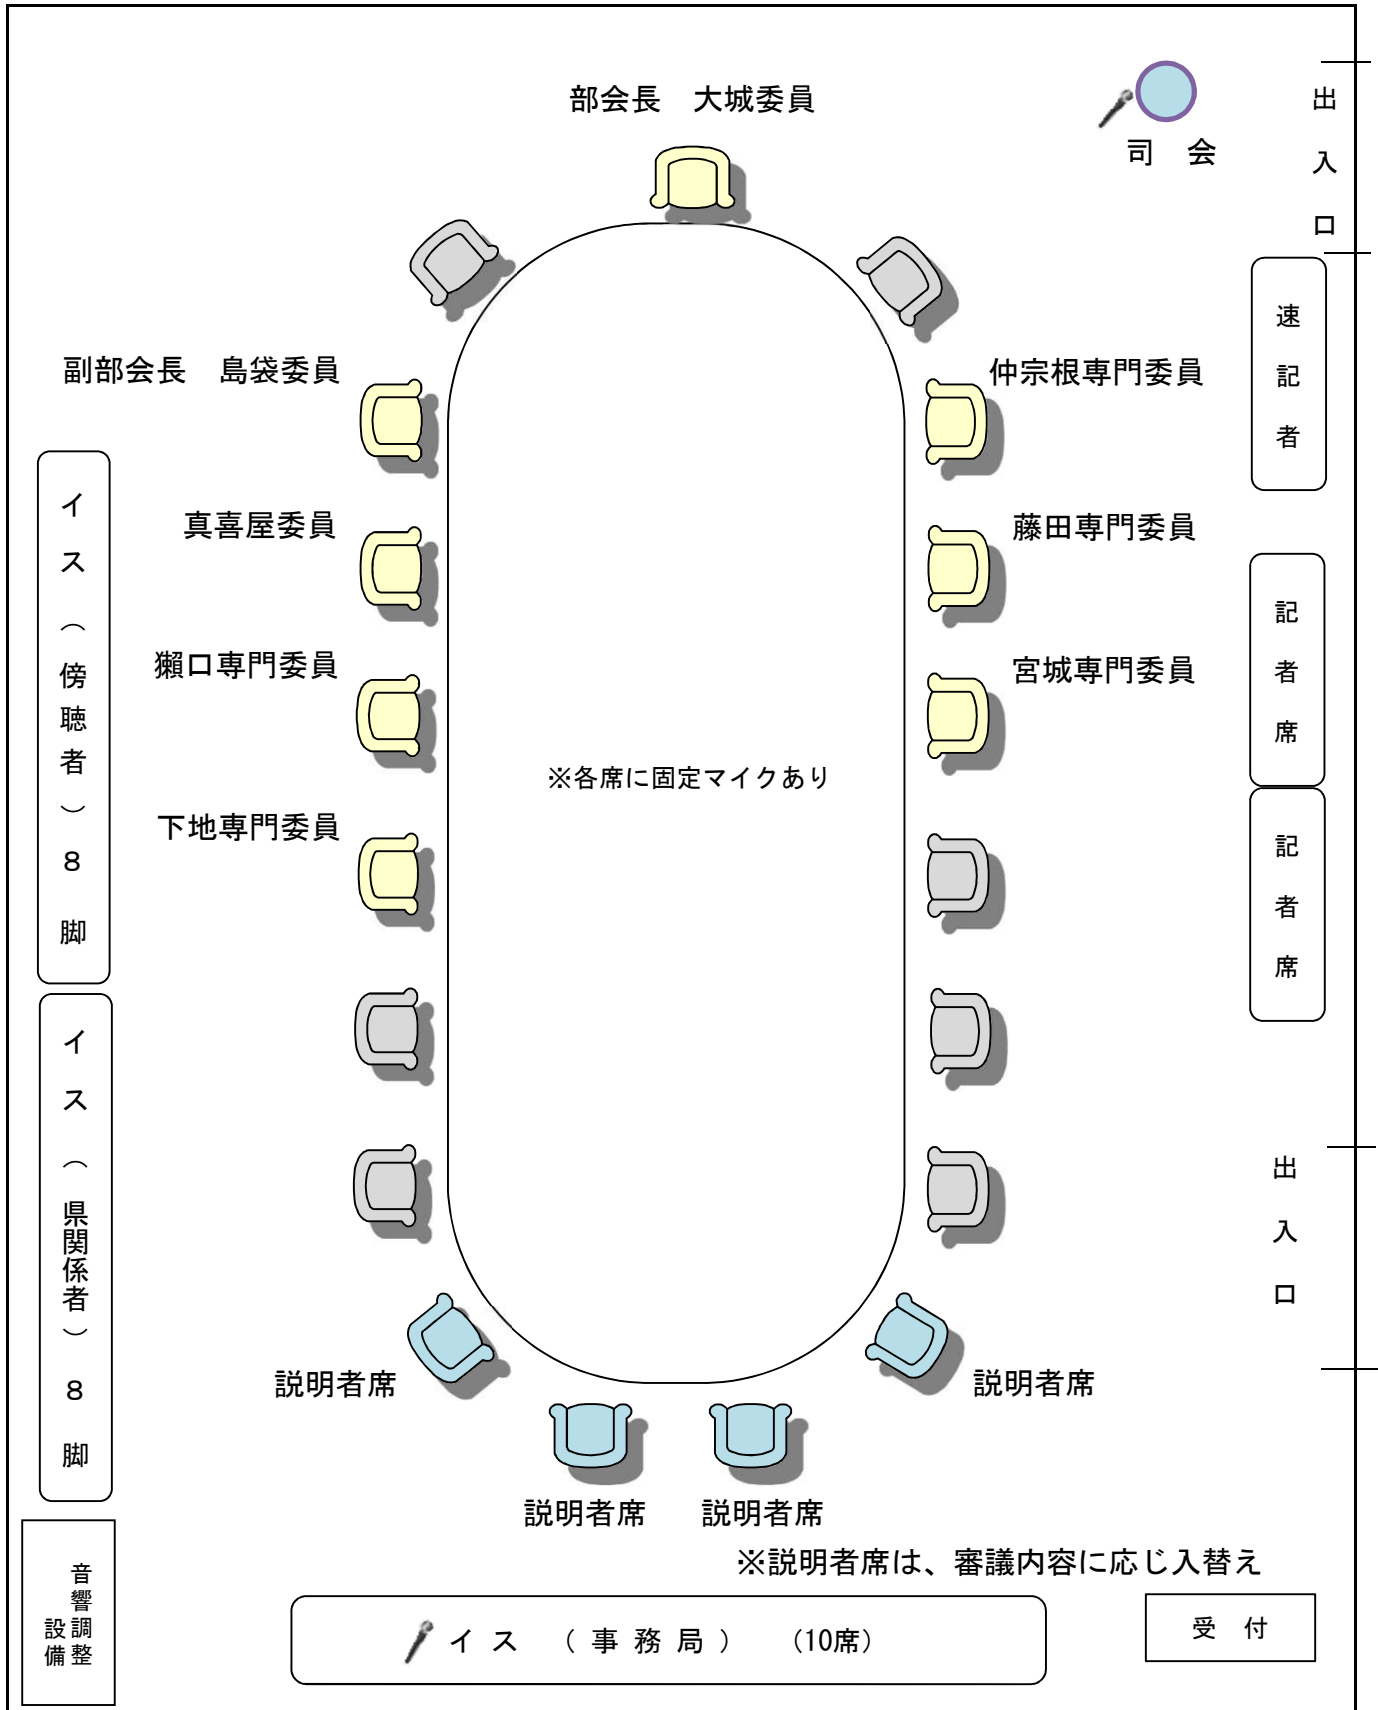 部会長　大城委員
司　会
出入口
速記者
副部会長　島袋委員
仲宗根専門委員
イス（傍聴者）８脚
真喜屋委員
藤田専門委員
記者席
獺口専門委員
宮城専門委員
※各席に固定マイクあり
下地専門委員
記者席
イス（県関係者）８脚
出入口
説明者席
説明者席
説明者席
説明者席
※説明者席は、審議内容に応じ入替え
音響調整
設備
イ ス （ 事 務 局 ） （10席）
受　付